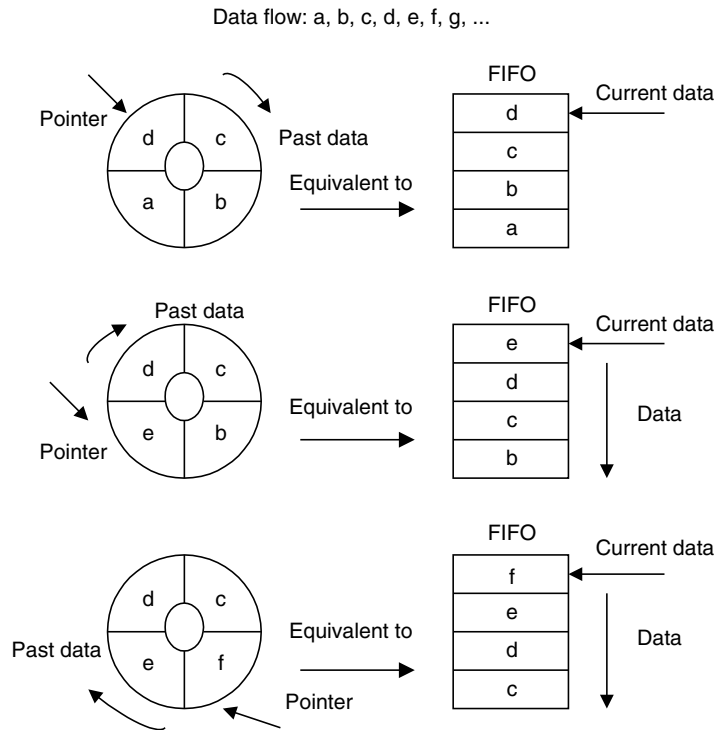 Data flow: a, b, c, d, e, f, g, ...
FIFO
Pointer
d
c
Past data
a
b
Equivalent to
Current data
d
c
b
a
Past data
FIFO
d
c
Pointer
e
b
Equivalent to
Current data
e
d
c
b
Data
FIFO
d
c
Past data
e
f
Pointer
Equivalent to
Current data
f
e
d
c
Data